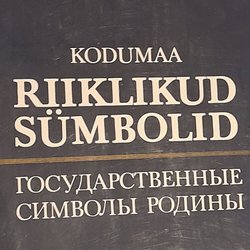 KODUMAA
RIIKLIKUD
SÜMBOLID
ГОСУДАРСТВЕННЫЕ
СИМВОЛЫ РОДИНЫ